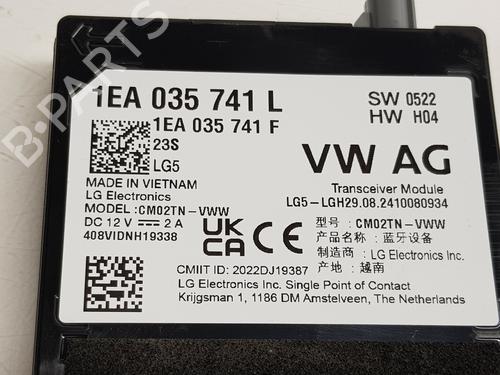 1EA 035 741 L
SW 0522
1EA 035 741 F
HW H04
23S
LG5
VW AG
Transceiver Module
LG5-LGH29.08.2410080934
MADE IN VIETNAM
LG Electronics
MODEL: CM02TN-VWW
DC 12 V 2 A
408VIDNH19338
UK
CA
CE
型号: CM02TN-VWW
产品名称: 蓝牙设备
制造商: LG Electronics Inc.
产地: 越南
CMIIT ID: 2022DJ19387
LG Electronics Inc. Single Point of Contact
Krijgsman 1, 1186 DM Amstelveen, The Netherlands
B-PARTS